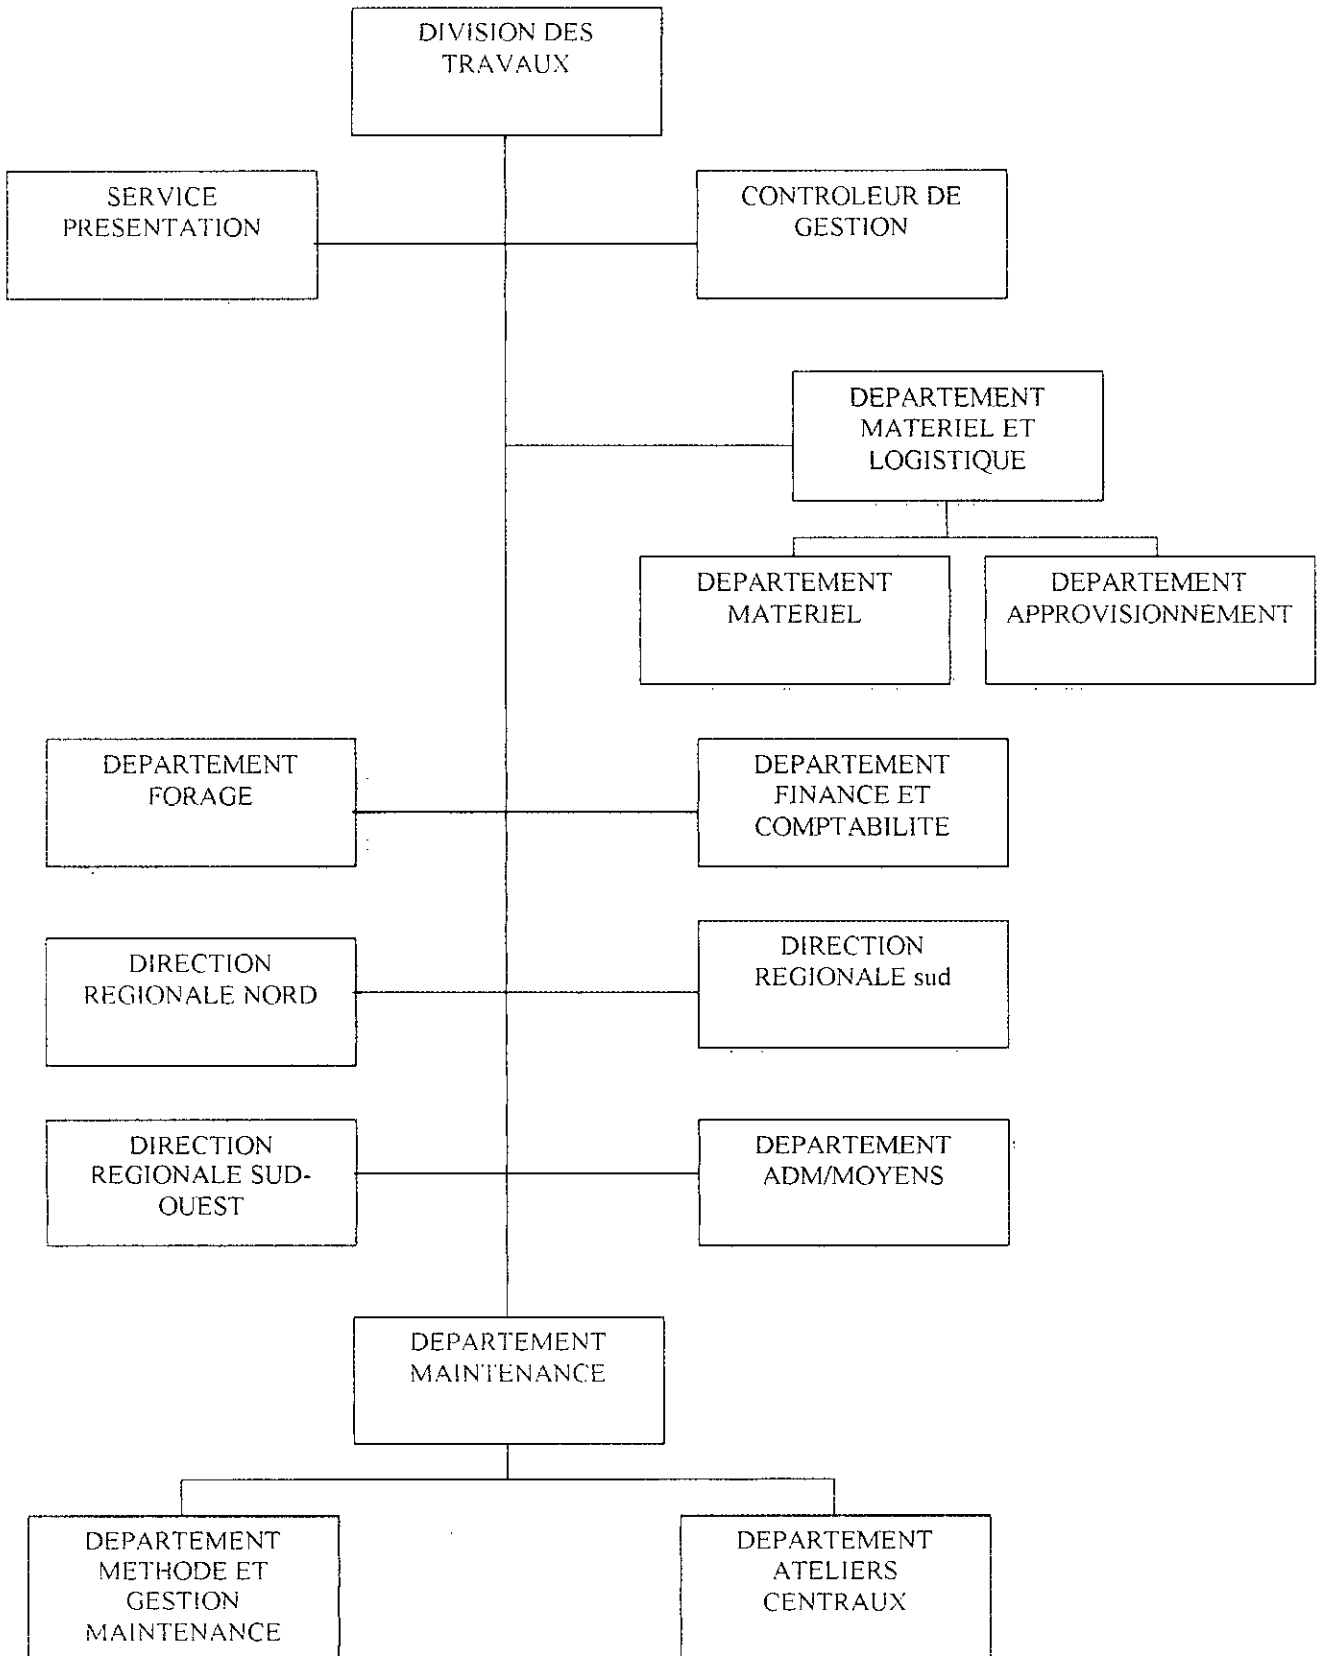 DIVISION DES
TRAVAUX
SERVICE
PRESENTATION
CONTROLEUR DE
GESTION
DEPARTEMENT
MATERIEL ET
LOGISTIQUE
DEPARTEMENT
MATERIEL
DEPARTEMENT
APPROVISIONNEMENT
DEPARTEMENT
FORAGE
DEPARTEMENT
FINANCE ET
COMPTABILITE
DIRECTION
REGIONALE NORD
DIRECTION
REGIONALE sud
DIRECTION
REGIONALE SUD-
OUEST
DEPARTEMENT
ADM/MOYENS
DEPARTEMENT
MAINTENANCE
DEPARTEMENT
METHODE ET
GESTION
MAINTENANCE
DEPARTEMENT
ATELIERS
CENTRAUX